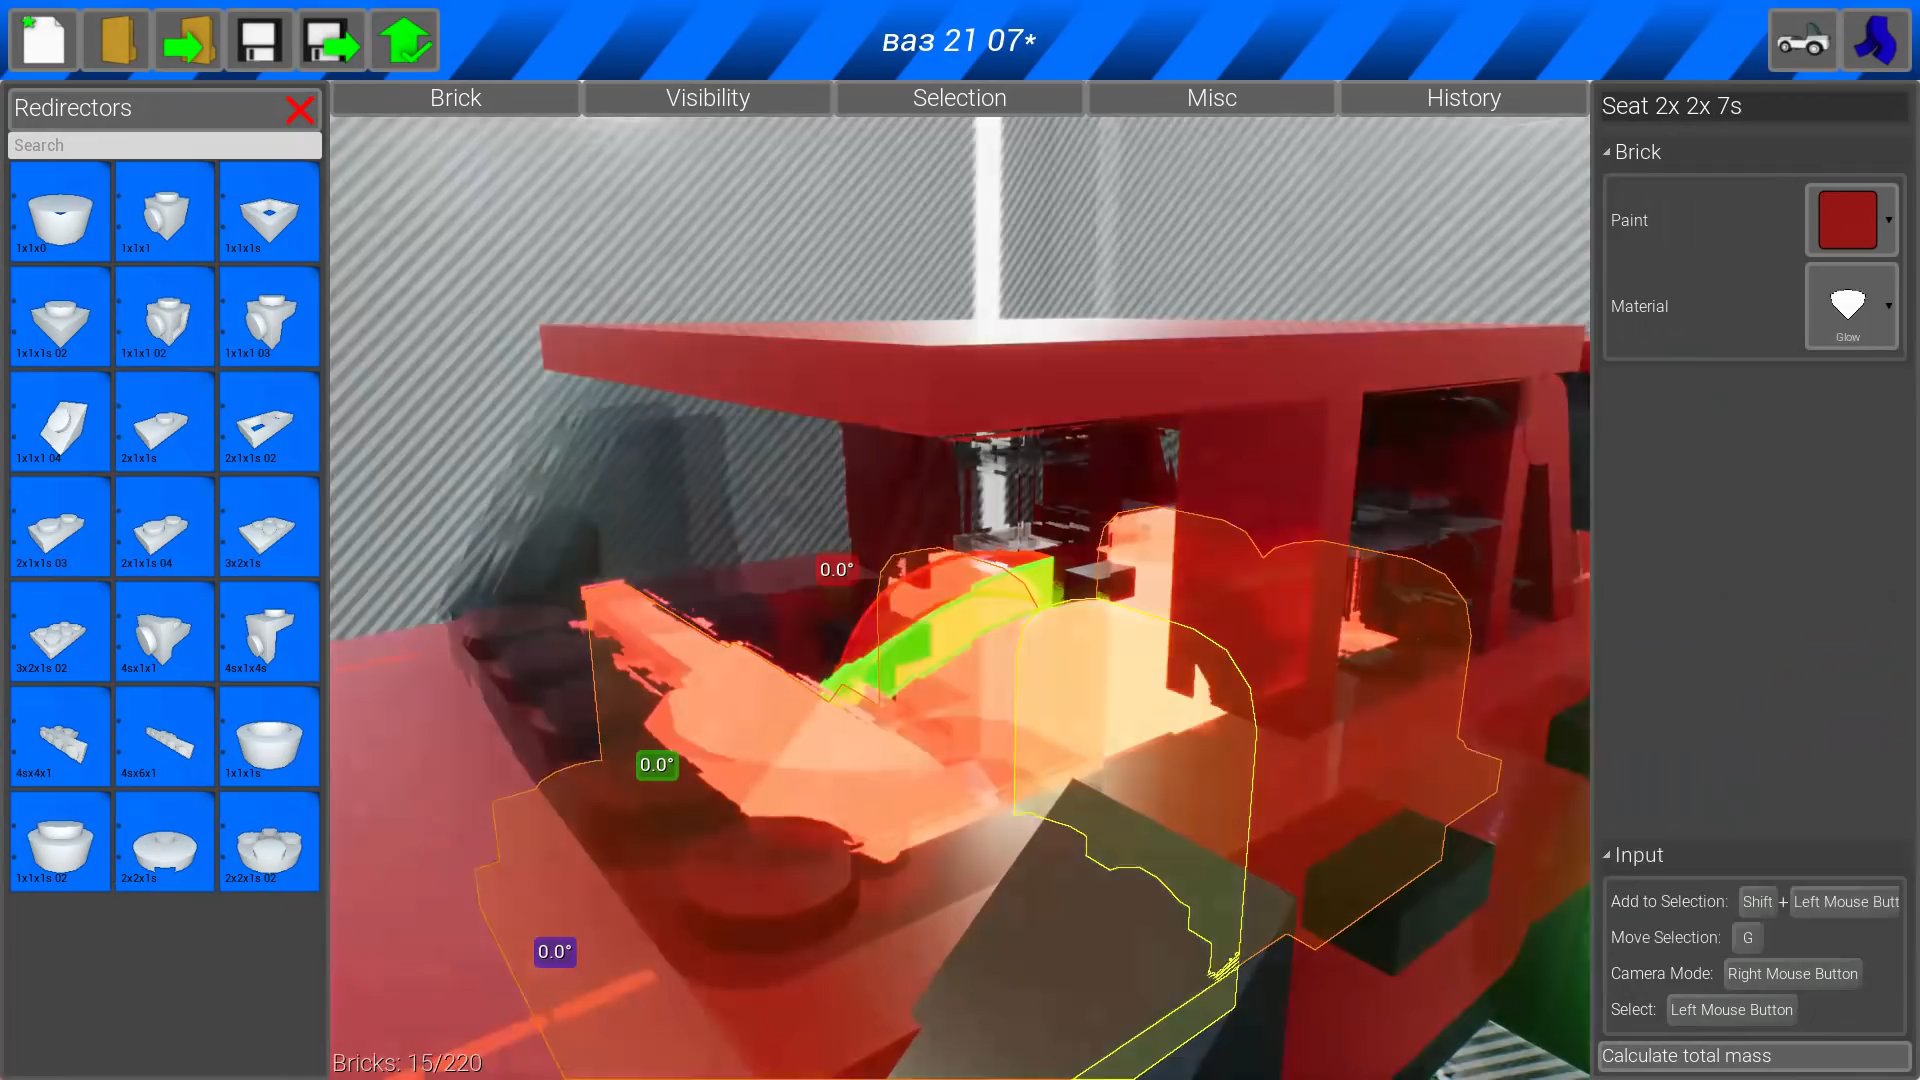 ваз 21 07*
Redirectors
Search
1x1x0
1x1x1
1x1x1s
1x1x1s 02
1x1x1 02
1x1x1 03
1x1x1 04
2x1x1s
2x1x1s 02
2x1x1s 03
2x1x1s 04
3x2x1s
3x2x1s 02
4sx1x1
4sx1x4s
4sx4x1
4sx6x1
1x1x1s
1x1x1s 02
2x2x1s
2x2x1s 02
Brick
Visibility
Selection
Misc
History
0.0°
0.0°
0.0°
Bricks: 15/220
Seat 2x 2x 7s
Brick
Paint
Material
Glow
Input
Add to Selection: Shift + Left Mouse Butt
Move Selection: G
Camera Mode: Right Mouse Button
Select: Left Mouse Button
Calculate total mass